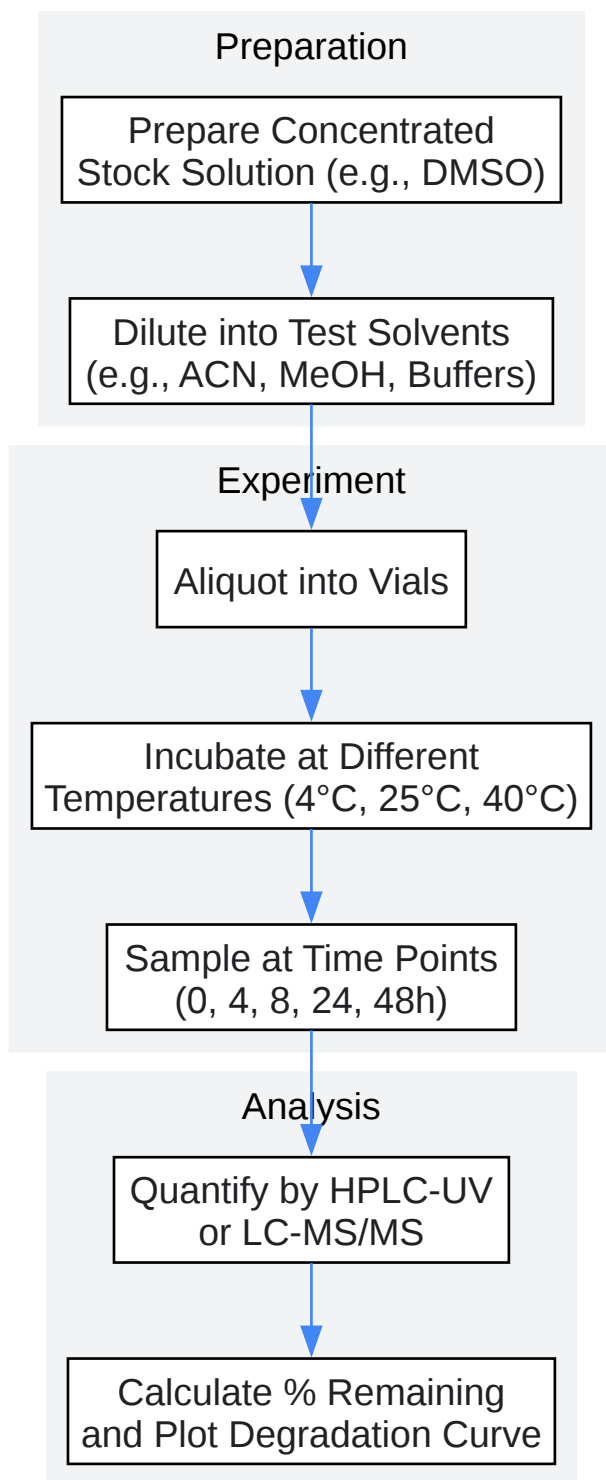 Preparation
Prepare Concentrated
Stock Solution (e.g., DMSO)
Dilute into Test Solvents
(e.g., ACN, MeOH, Buffers)
Experiment
Aliquot into Vials
Incubate at Different
Temperatures (4°C, 25°C, 40°C)
Sample at Time Points
(0, 4, 8, 24, 48h)
Analysis
Quantify by HPLC-UV
or LC-MS/MS
Calculate % Remaining
and Plot Degradation Curve